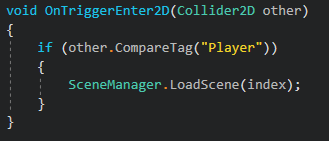 void OnTriggerEnter2D(Collider2D other)
{
    if (other.CompareTag("Player"))
    {
        SceneManager.LoadScene(index);
    }
}